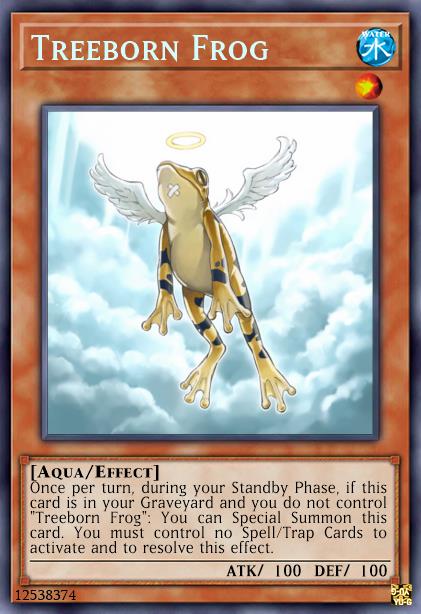 Treeborn Frog
WATER
水
[Aqua/Effect]
Once per turn, during your Standby Phase, if this
card is in your Graveyard and you do not control
"Treeborn Frog": You can Special Summon this
card. You must control no Spell/Trap Cards to
activate and to resolve this effect.
ATK/ 100 DEF/ 100
12538374